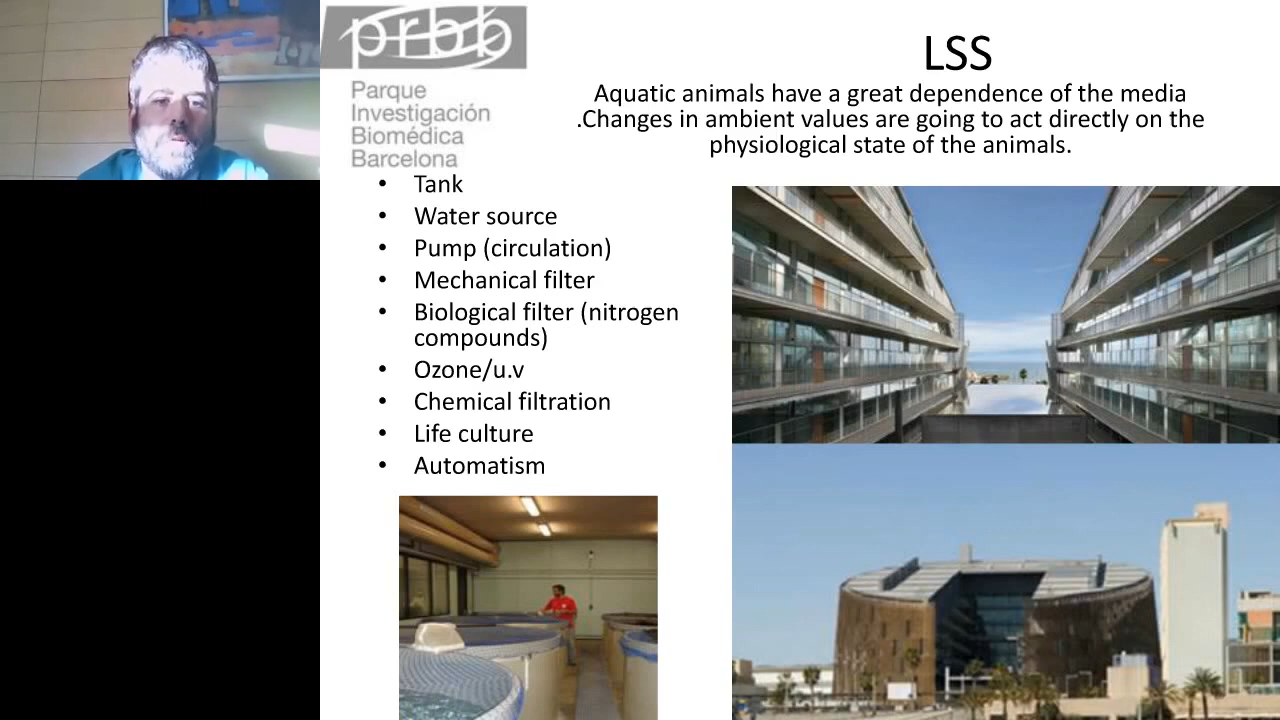 prbb
Parque
Investigación
Biomédica
Barcelona
LSS
Aquatic animals have a great dependence of the media
.Changes in ambient values are going to act directly on the
physiological state of the animals.
• Tank
• Water source
• Pump (circulation)
• Mechanical filter
• Biological filter (nitrogen
compounds)
• Ozone/u.v
• Chemical filtration
• Life culture
• Automatism